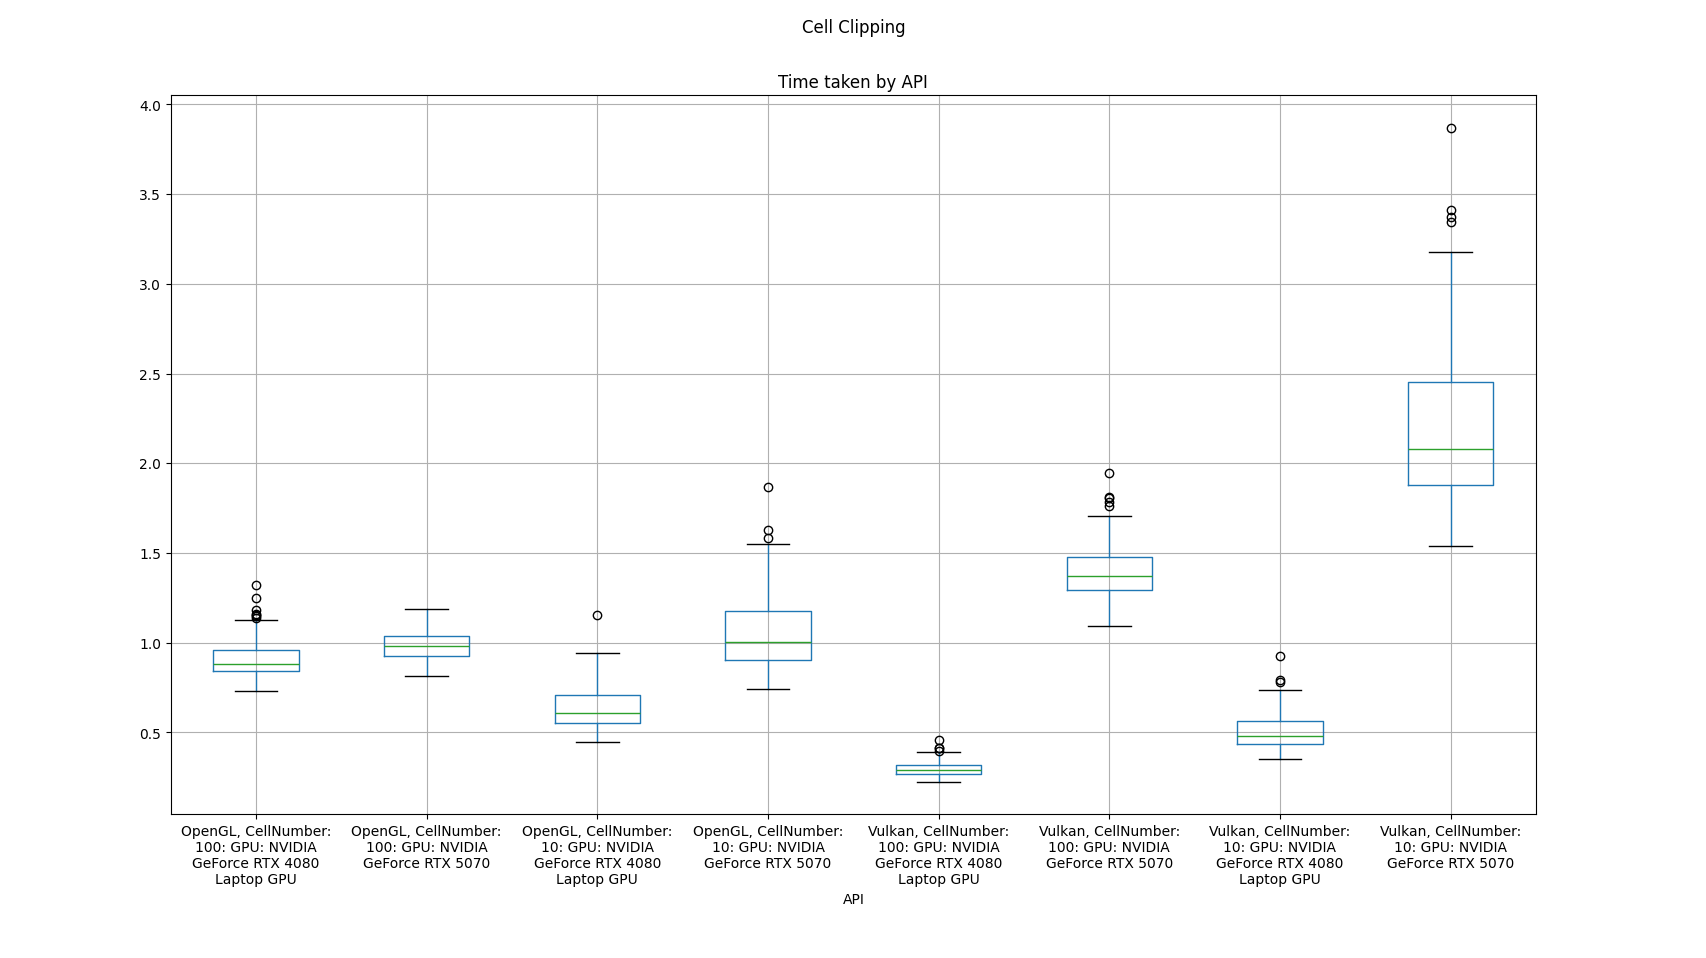 Cell Clipping
Time taken by API
4.0
3.5
3.0
2.5
2.0
1.5
1.0
0.5
OpenGL, CellNumber:
100: GPU: NVIDIA
GeForce RTX 4080
Laptop GPU
OpenGL, CellNumber:
100: GPU: NVIDIA
GeForce RTX 5070
OpenGL, CellNumber:
10: GPU: NVIDIA
GeForce RTX 4080
Laptop GPU
OpenGL, CellNumber:
10: GPU: NVIDIA
GeForce RTX 5070
Vulkan, CellNumber:
100: GPU: NVIDIA
GeForce RTX 4080
Laptop GPU
Vulkan, CellNumber:
100: GPU: NVIDIA
GeForce RTX 5070
Vulkan, CellNumber:
10: GPU: NVIDIA
GeForce RTX 4080
Laptop GPU
Vulkan, CellNumber:
10: GPU: NVIDIA
GeForce RTX 5070
API